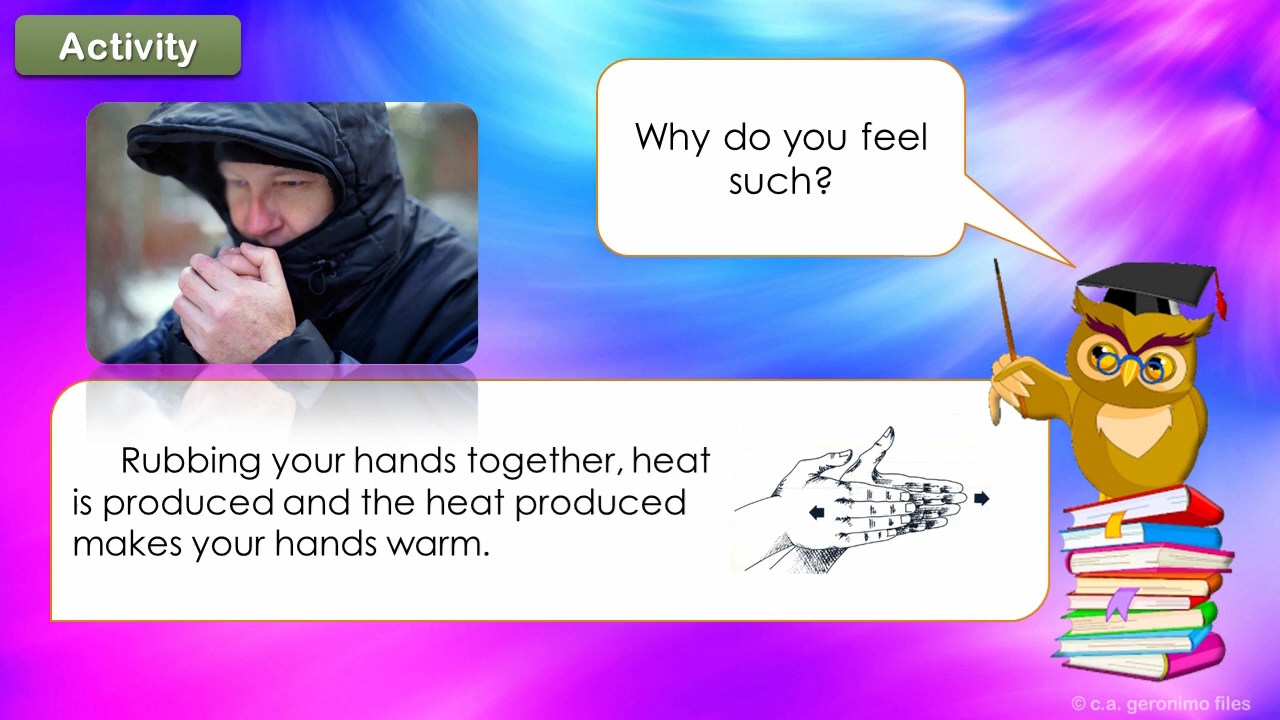 Activity
Why do you feel
such?
Rubbing your hands together, heat
is produced and the heat produced
makes your hands warm.
© c.a. geronimo files